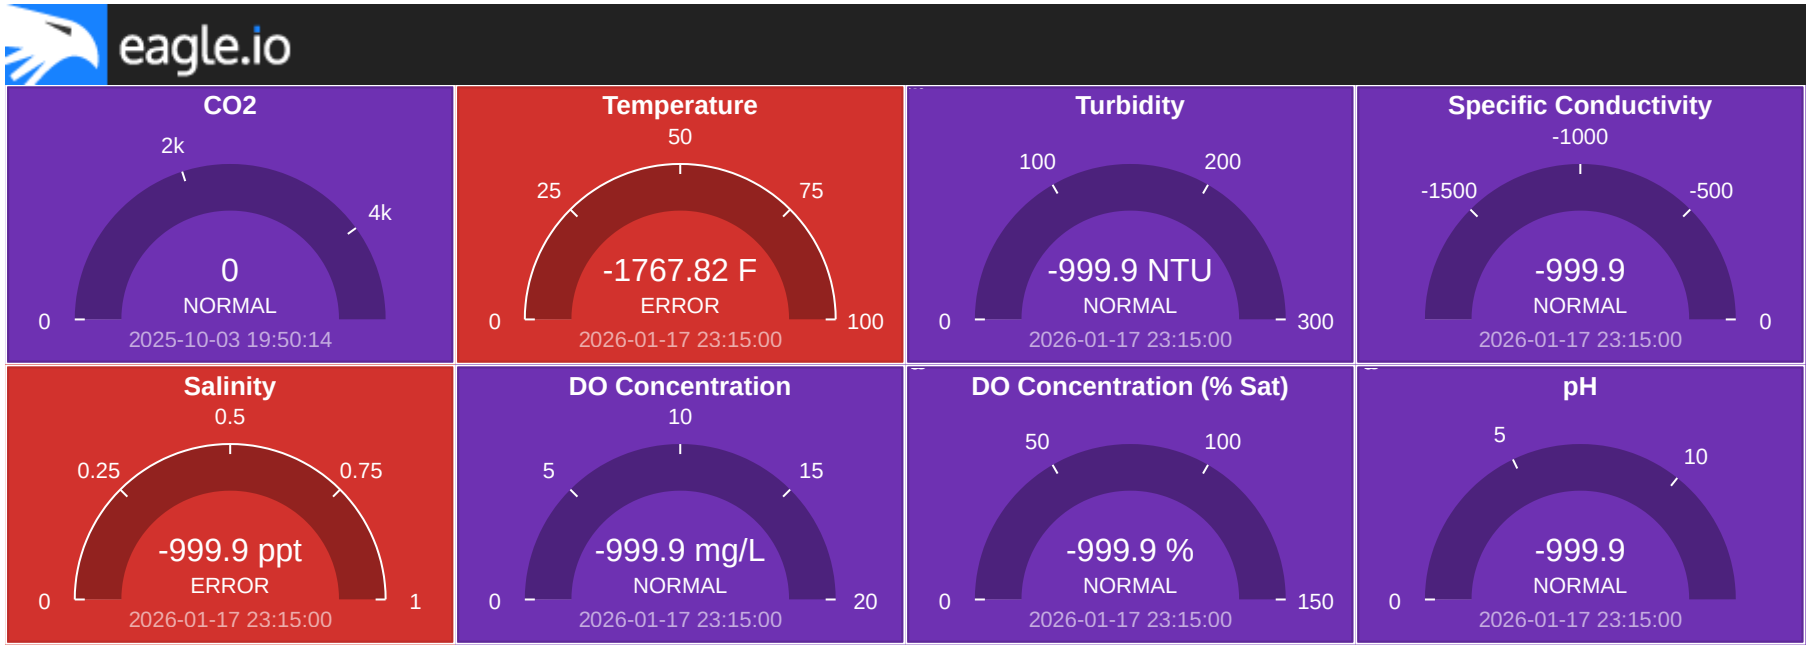 eagle.io
CO2
2k
4k
0
NORMAL
0
2025-10-03 19:50:14
Temperature
50
25
75
-1767.82 F
ERROR
0
100
2026-01-17 23:15:00
Turbidity
100
200
-999.9 NTU
NORMAL
0
300
2026-01-17 23:15:00
Specific Conductivity
-1000
-1500
-500
-999.9
NORMAL
0
2026-01-17 23:15:00
Salinity
0.5
0.25
0.75
-999.9 ppt
ERROR
0
1
2026-01-17 23:15:00
DO Concentration
10
5
15
-999.9 mg/L
NORMAL
0
20
2026-01-17 23:15:00
DO Concentration (% Sat)
50
100
-999.9 %
NORMAL
0
150
2026-01-17 23:15:00
pH
5
10
-999.9
NORMAL
0
2026-01-17 23:15:00